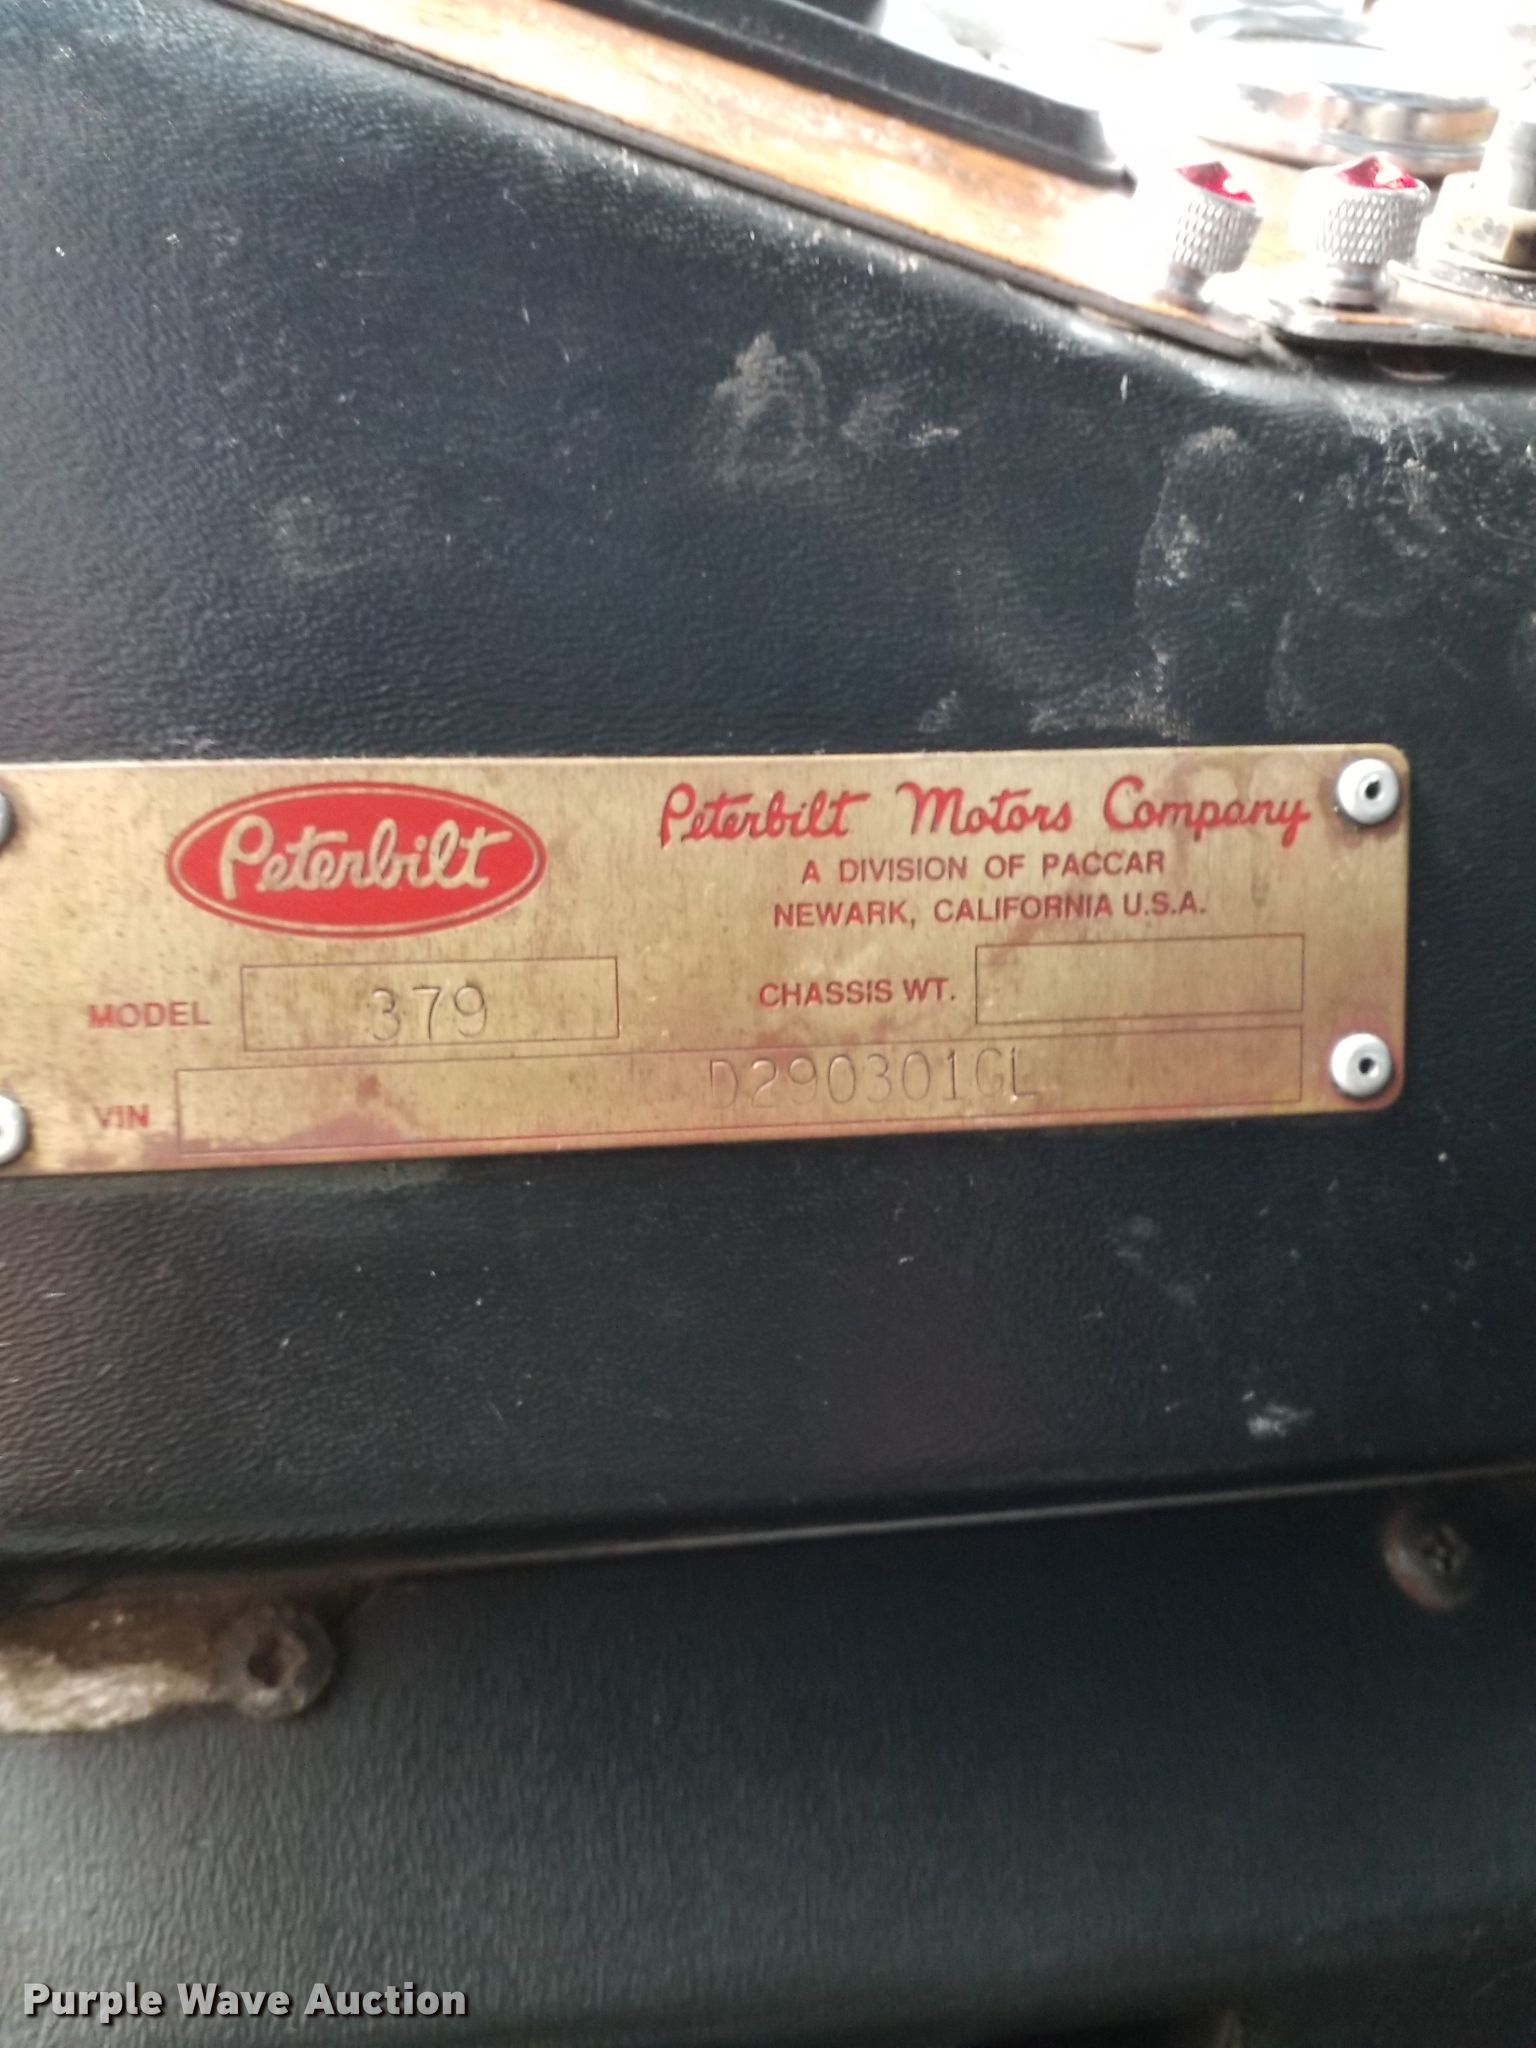 Peterbilt
Peterbilt Motors Company
A DIVISION OF PACCAR
NEWARK, CALIFORNIA U.S.A.
MODEL 379
CHASSIS WT.
VIN D290301GL
Purple Wave Auction